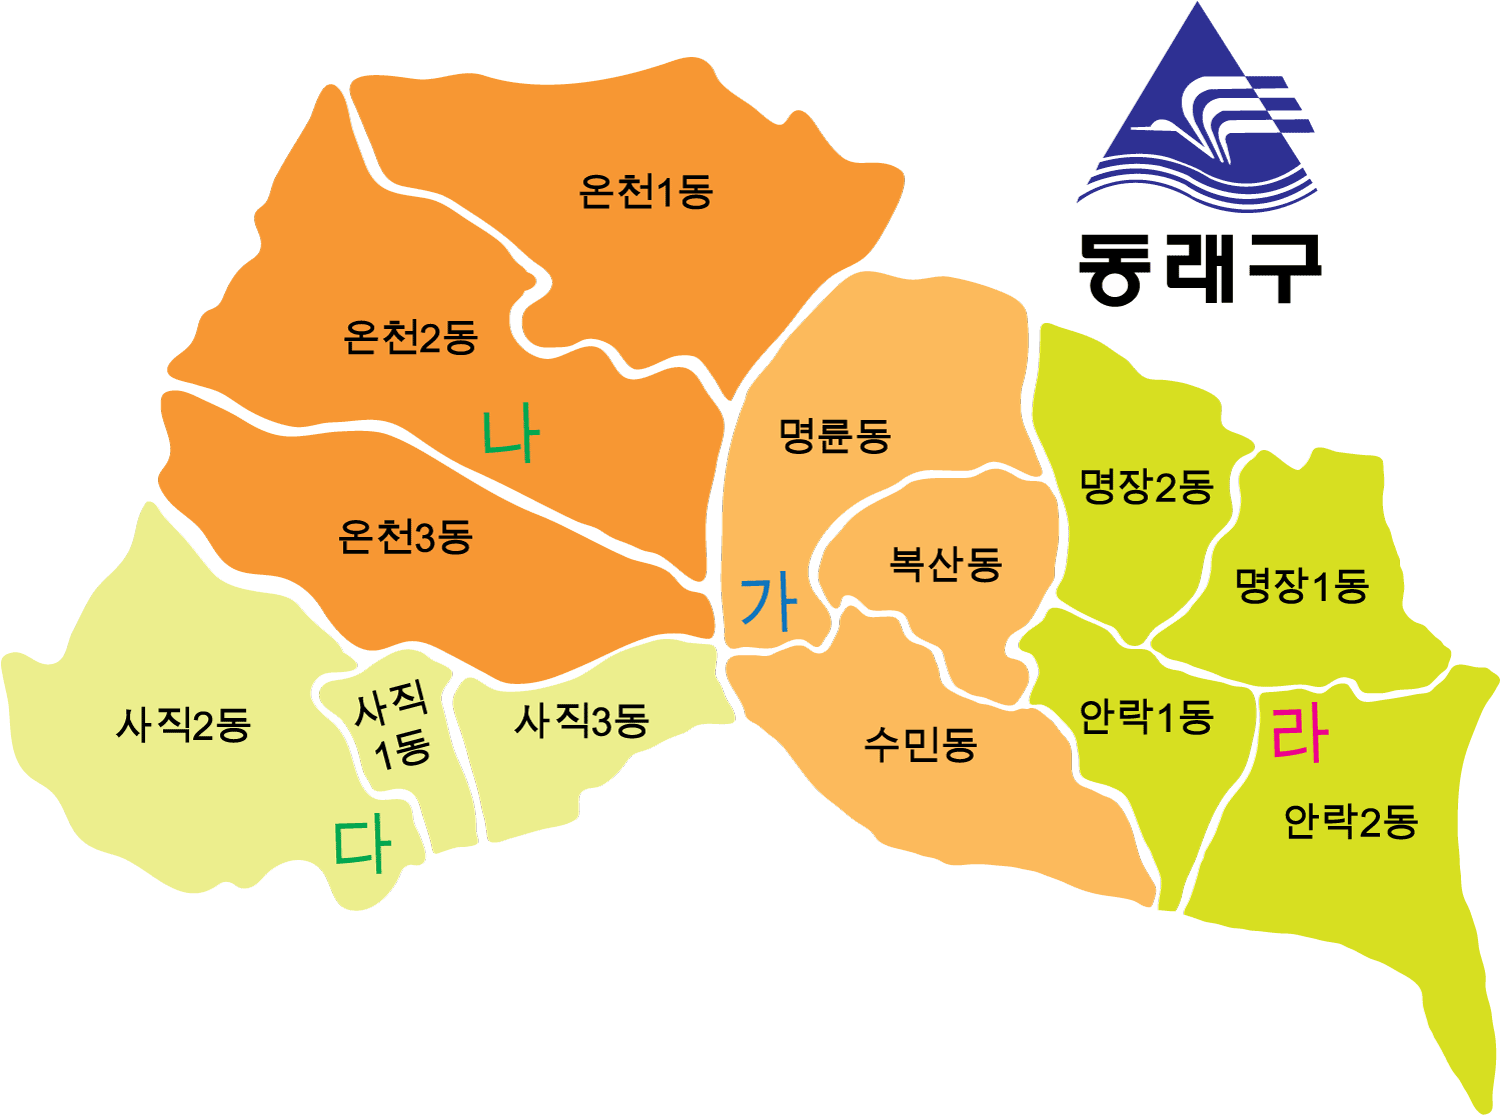 동래구
온천1동
온천2동
나
명륜동
명장2동
온천3동
복산동
명장1동
가
사직2동
사직
1동
사직3동
수민동
안락1동
라
안락2동
다